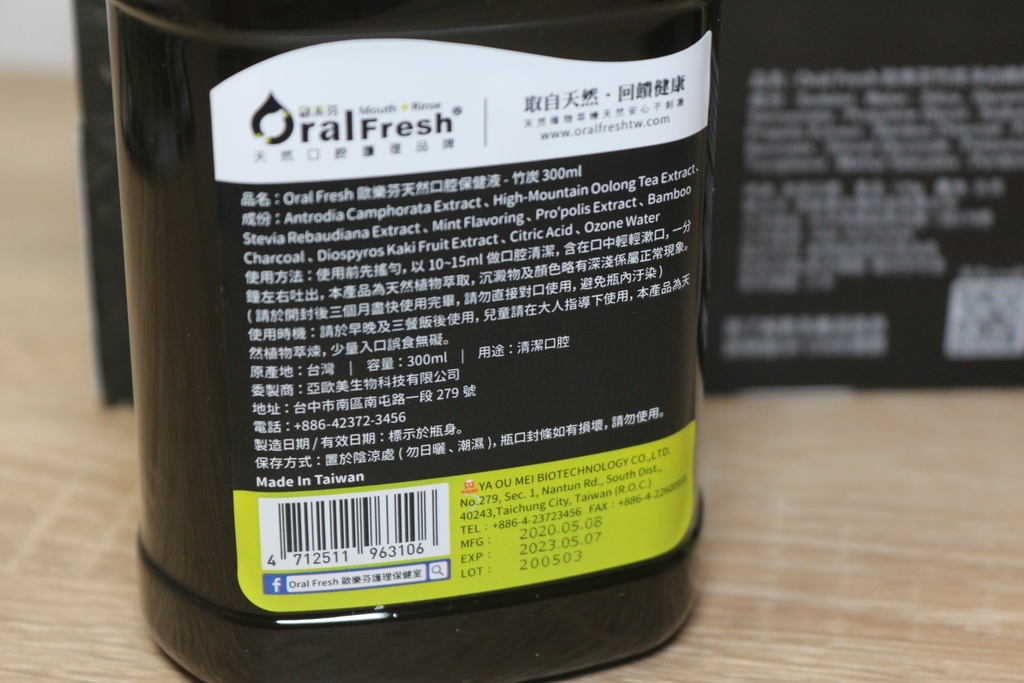 歐樂芬 Mouth Rinse
OralFresh®
天然口腔護理品牌
取自天然・回饋健康
天然植物萃煉天然安心不刺激
www.oralfreshtw.com
品名：Oral Fresh 歐樂芬天然口腔保健液 - 竹炭 300ml
成份：Antrodia Camphorata Extract、High-Mountain Oolong Tea Extract、
Stevia Rebaudiana Extract、Mint Flavoring、Pro'polis Extract、Bamboo
Charcoal、Diospyros Kaki Fruit Extract、Citric Acid、Ozone Water
使用方法：使用前先搖勻，以 10~15ml 做口腔清潔，含在口中輕輕漱口，一分
鐘左右吐出，本產品為天然植物萃取，沉澱物及顏色略有深淺係屬正常現象。
(請於開封後三個月盡快使用完畢，請勿直接對口使用，避免瓶內汙染)
使用時機：請於早晚及三餐飯後使用，兒童請在大人指導下使用，本產品為天
然植物萃煉，少量入口誤食無礙。
原產地：台灣 | 容量：300ml | 用途：清潔口腔
委製商：亞歐美生物科技有限公司
地址：台中市南區南屯路一段 279 號
電話：+886-42372-3456
製造日期 / 有效日期：標示於瓶身。
保存方式：置於陰涼處 (勿日曬、潮濕)，瓶口封條如有損壞，請勿使用。
Made In Taiwan
YA OU MEI BIOTECHNOLOGY CO.,LTD.
No.279, Sec. 1, Nantun Rd., South Dist.,
40243,Taichung City, Taiwan (R.O.C.)
TEL：+886-4-23723456 FAX：
MFG： 2020.05.08
EXP： 2023.05.07
LOT： 200503
4 712511 963106
f Oral Fresh 歐樂芬護理保健室